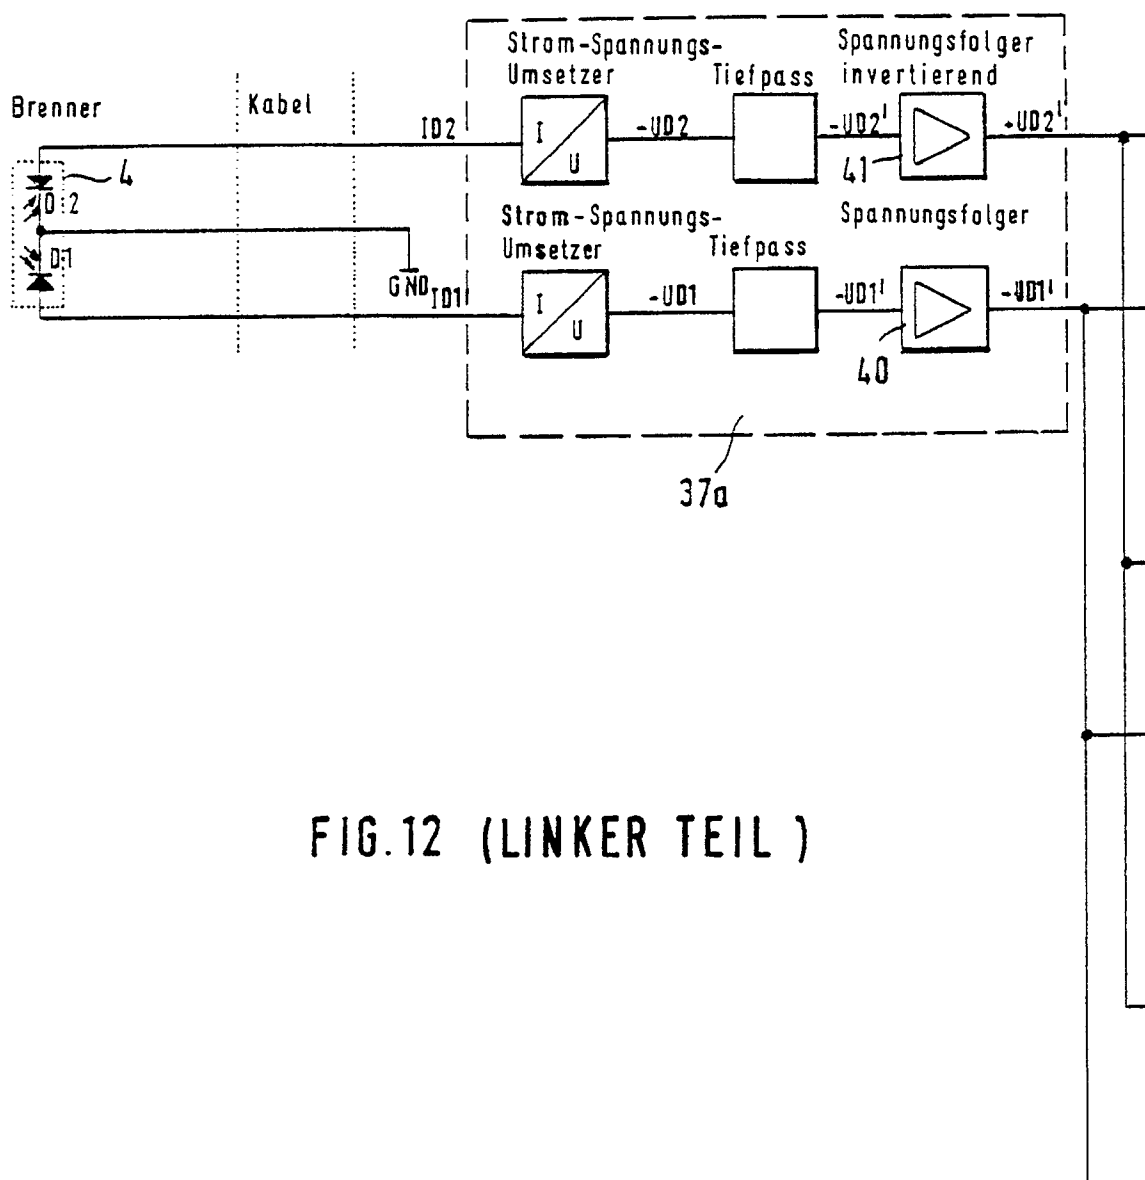 Brenner
Kabel
Strom-Spannungs-
Umsetzer
Tiefpass
Spannungsfolger
invertierend
ID2
I
U
-UD2
-UD2'
41
+UD2'
4
D2
D1
GND
ID1
Strom-Spannungs-
Umsetzer
Tiefpass
Spannungsfolger
I
U
-UD1
-UD1'
40
-UD1'
37a
FIG.12 (LINKER TEIL )